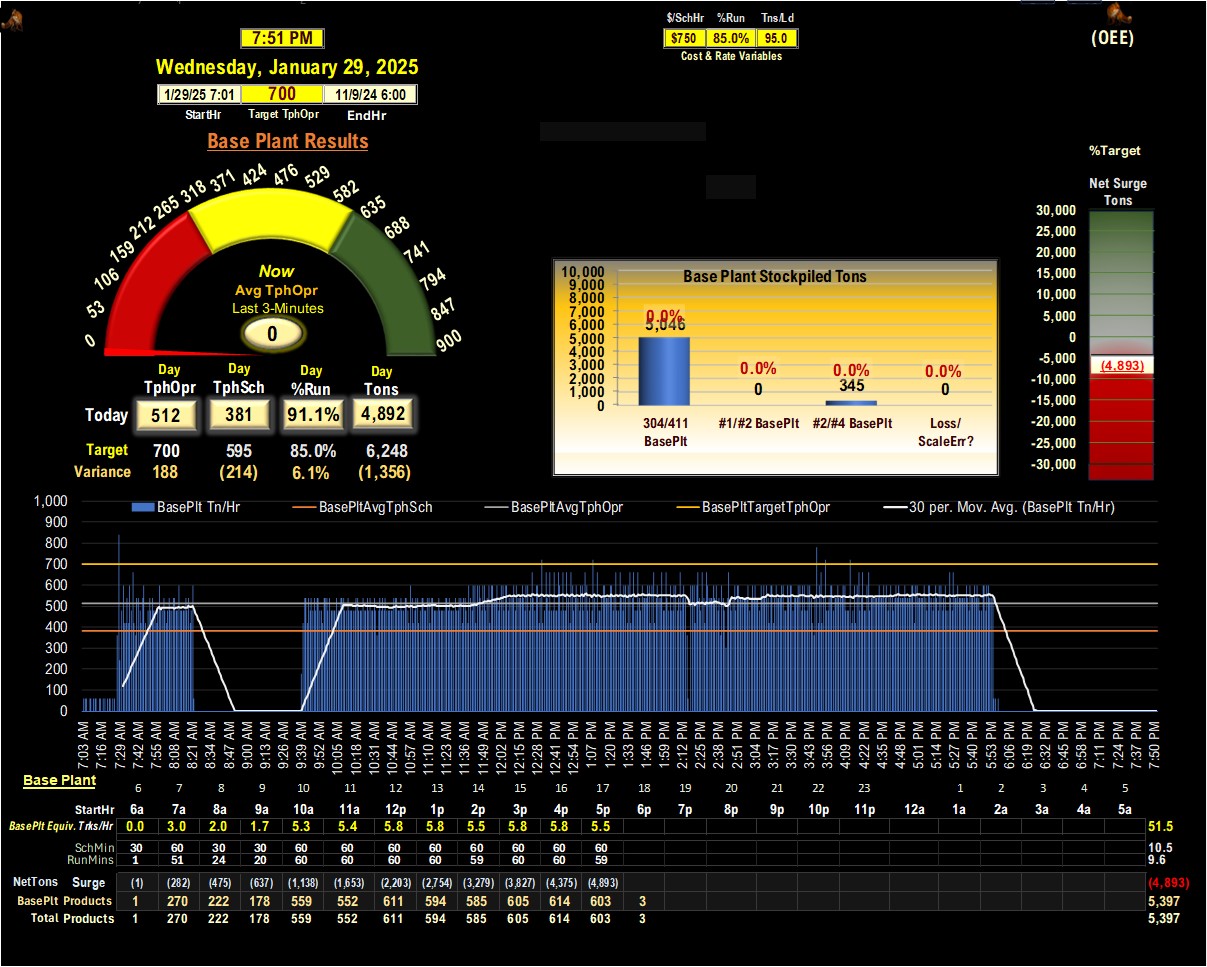 $/SchHr %Run Tns/Ld
7:51 PM
$750 85.0% 95.0
(OEE)
Cost & Rate Variables
Wednesday, January 29, 2025
1/29/25 7:01 700 11/9/24 6:00
StartHr Target TphOpr EndHr
Base Plant Results
%Target
Net Surge
Tons
0 53 106 159 212 265 318 371 424 476 529 582 635 688 741 794 847 900
Now
Avg TphOpr
Last 3-Minutes
0
Day Day Day Day
TphOpr TphSch %Run Tons
Today 512 381 91.1% 4,892
Target 700 595 85.0% 6,248
Variance 188 (214) 6.1% (1,356)
Base Plant Stockpiled Tons
10,000
9,000
8,000
7,000
6,000
5,000
4,000
3,000
2,000
1,000
0
0.0% 0.0% 0.0% 0.0%
5,046 0 345 0
304/411 #1/#2 BasePlt #2/#4 BasePlt Loss/
BasePlt ScaleErr?
30,000
25,000
20,000
15,000
10,000
5,000
0
-5,000
(4,893)
-10,000
-15,000
-20,000
-25,000
-30,000
BasePlt Tn/Hr BasePltAvgTphSch BasePltAvgTphOpr BasePltTargetTphOpr 30 per. Mov. Avg. (BasePlt Tn/Hr)
1,000
900
800
700
600
500
400
300
200
100
0
7:03 AM 7:16 AM 7:29 AM 7:42 AM 7:55 AM 8:08 AM 8:21 AM 8:34 AM 8:47 AM 9:00 AM 9:13 AM 9:26 AM 9:39 AM 9:52 AM 10:05 AM 10:18 AM 10:31 AM 10:44 AM 10:57 AM 11:10 AM 11:23 AM 11:36 AM 11:49 AM 12:02 PM 12:15 PM 12:28 PM 12:41 PM 12:54 PM 1:07 PM 1:20 PM 1:33 PM 1:46 PM 1:59 PM 2:12 PM 2:25 PM 2:38 PM 2:51 PM 3:04 PM 3:17 PM 3:30 PM 3:43 PM 3:56 PM 4:09 PM 4:22 PM 4:35 PM 4:48 PM 5:01 PM 5:14 PM 5:27 PM 5:40 PM 5:53 PM 6:06 PM 6:19 PM 6:32 PM 6:45 PM 6:58 PM 7:11 PM 7:24 PM 7:37 PM 7:50 PM
Base Plant
6 7 8 9 10 11 12 13 14 15 16 17 18 19 20 21 22 23 1 2 3 4 5
StartHr 6a 7a 8a 9a 10a 11a 12p 1p 2p 3p 4p 5p 6p 7p 8p 9p 10p 11p 12a 1a 2a 3a 4a 5a
BasePlt Equiv. Trks/Hr 0.0 3.0 2.0 1.7 5.3 5.4 5.8 5.8 5.5 5.8 5.8 5.5 51.5
SchMin 30 60 30 30 60 60 60 60 60 60 60 60 10.5
RunMins 1 51 24 20 60 60 60 60 59 60 60 59 9.6
NetTons Surge (1) (282) (475) (637) (1,138) (1,653) (2,203) (2,754) (3,279) (3,827) (4,375) (4,893) (4,893)
BasePlt Products 1 270 222 178 559 552 611 594 585 605 614 603 3 5,397
Total Products 1 270 222 178 559 552 611 594 585 605 614 603 3 5,397